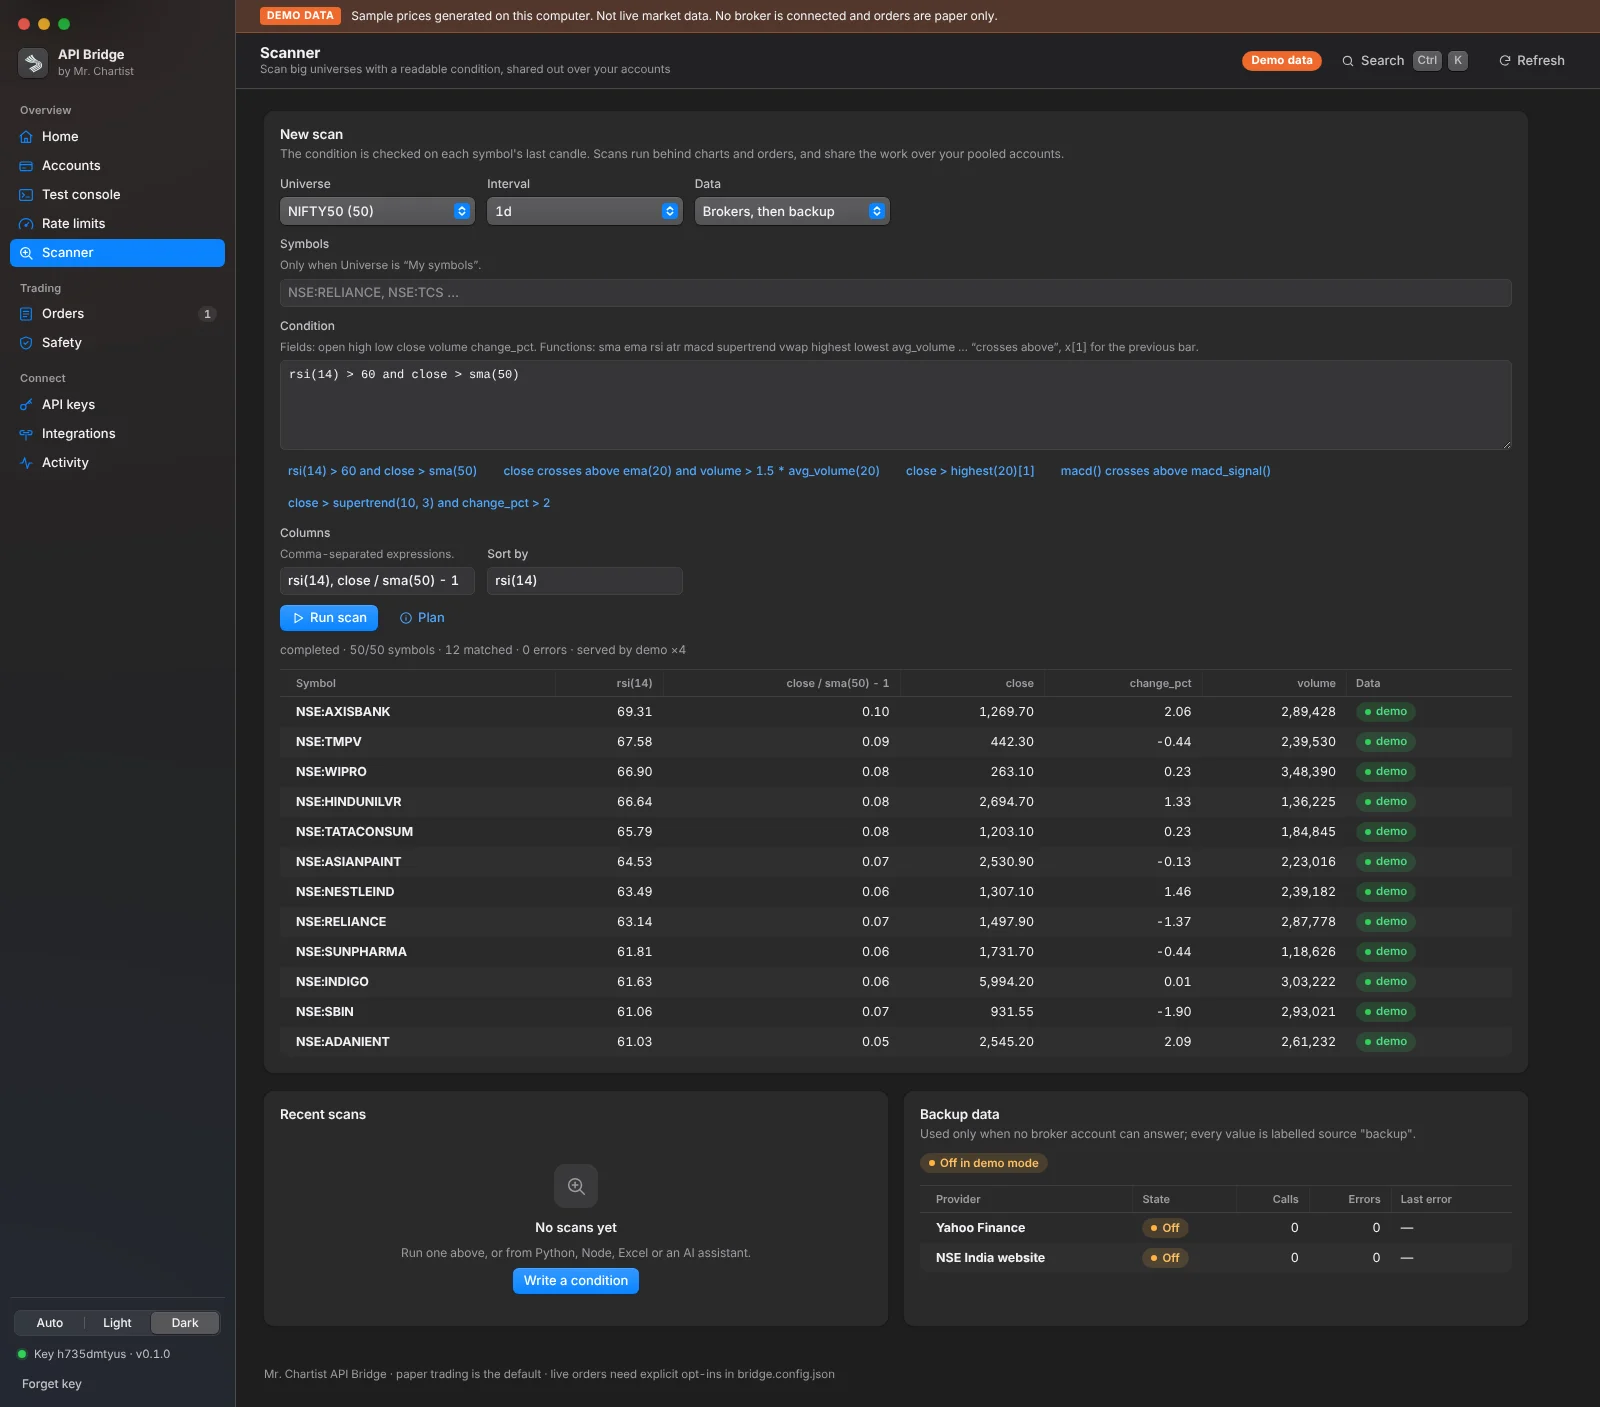 DEMO DATA Sample prices generated on this computer. Not live market data. No broker is connected and orders are paper only.
API Bridge
by Mr. Chartist
Overview
Home
Accounts
Test console
Rate limits
Scanner
Trading
Orders 1
Safety
Connect
API keys
Integrations
Activity
Auto Light Dark
Key h735dmtyus · v0.1.0
Forget key
Scanner
Scan big universes with a readable condition, shared out over your accounts
Demo data Search Ctrl K Refresh
New scan
The condition is checked on each symbol's last candle. Scans run behind charts and orders, and share the work over your pooled accounts.
Universe Interval Data
NIFTY50 (50) 1d Brokers, then backup
Symbols
Only when Universe is “My symbols”.
NSE:RELIANCE, NSE:TCS ...
Condition
Fields: open high low close volume change_pct. Functions: sma ema rsi atr macd supertrend vwap highest lowest avg_volume ... “crosses above”, x[1] for the previous bar.
rsi(14) > 60 and close > sma(50)
rsi(14) > 60 and close > sma(50) close crosses above ema(20) and volume > 1.5 * avg_volume(20) close > highest(20)[1] macd() crosses above macd_signal()
close > supertrend(10, 3) and change_pct > 2
Columns
Comma-separated expressions. Sort by
rsi(14), close / sma(50) - 1 rsi(14)
Run scan Plan
completed · 50/50 symbols · 12 matched · 0 errors · served by demo ×4
Symbol rsi(14) close / sma(50) - 1 close change_pct volume Data
NSE:AXISBANK 69.31 0.10 1,269.70 2.06 2,89,428 demo
NSE:TMPV 67.58 0.09 442.30 -0.44 2,39,530 demo
NSE:WIPRO 66.90 0.08 263.10 0.23 3,48,390 demo
NSE:HINDUNILVR 66.64 0.08 2,694.70 1.33 1,36,225 demo
NSE:TATACONSUM 65.79 0.08 1,203.10 0.23 1,84,845 demo
NSE:ASIANPAINT 64.53 0.07 2,530.90 -0.13 2,23,016 demo
NSE:NESTLEIND 63.49 0.06 1,307.10 1.46 2,39,182 demo
NSE:RELIANCE 63.14 0.07 1,497.90 -1.37 2,87,778 demo
NSE:SUNPHARMA 61.81 0.06 1,731.70 -0.44 1,18,626 demo
NSE:INDIGO 61.63 0.06 5,994.20 0.01 3,03,222 demo
NSE:SBIN 61.06 0.07 931.55 -1.90 2,93,021 demo
NSE:ADANIENT 61.03 0.05 2,545.20 2.09 2,61,232 demo
Recent scans
No scans yet
Run one above, or from Python, Node, Excel or an AI assistant.
Write a condition
Backup data
Used only when no broker account can answer; every value is labelled source "backup".
Off in demo mode
Provider State Calls Errors Last error
Yahoo Finance Off 0 0 —
NSE India website Off 0 0 —
Mr. Chartist API Bridge · paper trading is the default · live orders need explicit opt-ins in bridge.config.json